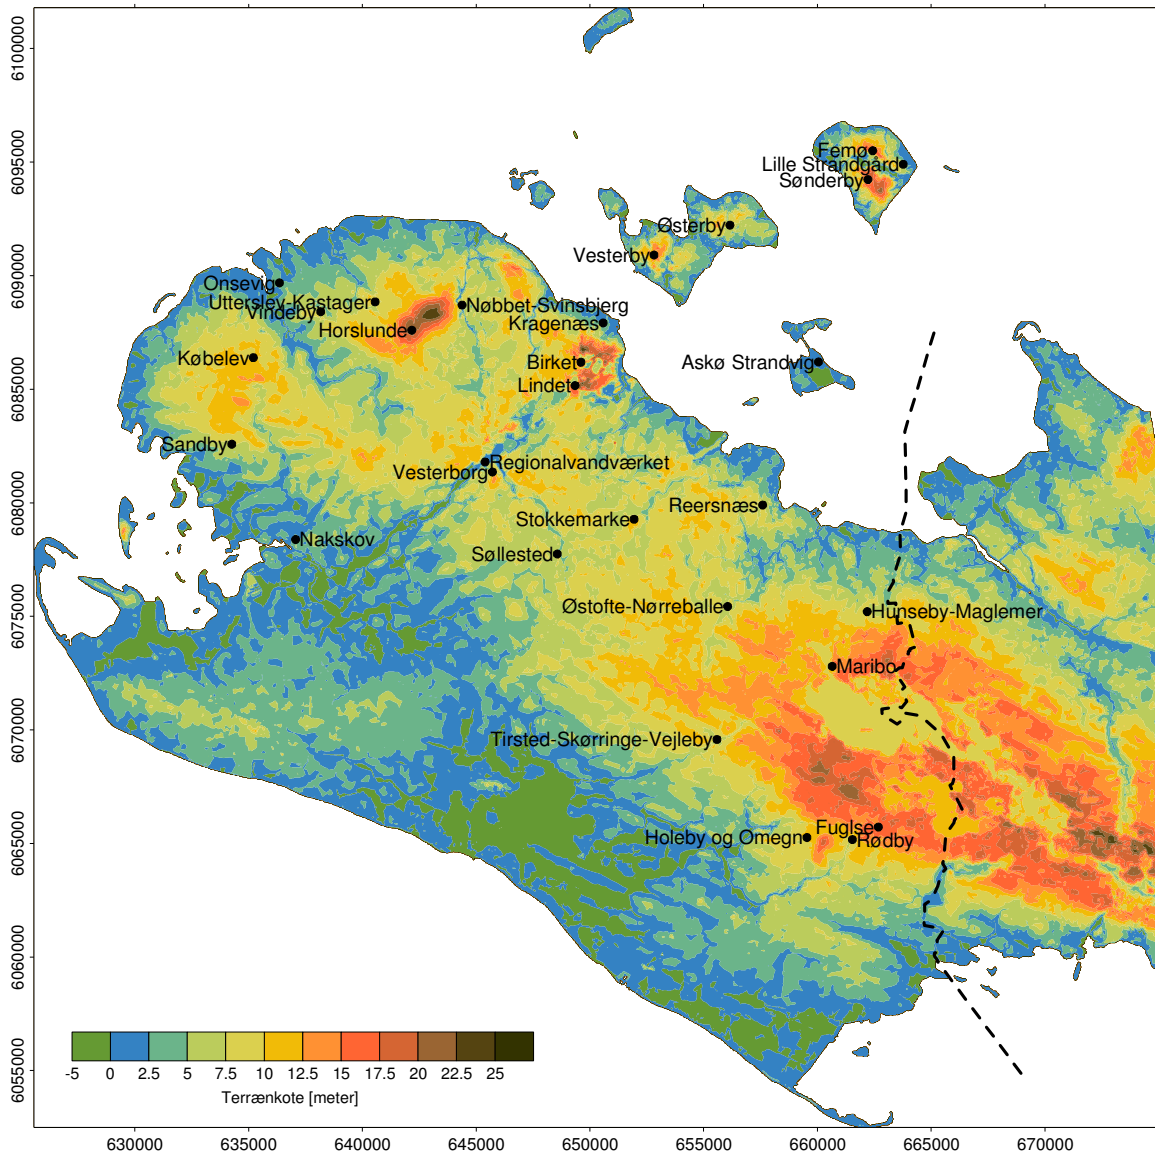 6100000
6095000
6090000
6085000
6080000
6075000
6070000
6065000
6060000
6055000
Femø
Lille Strandgård
Sønderby
Østerby
Vesterby
Onsevig
Utterslev-Kastager
Vindeby
Nøbbet-Svinsbjerg
Horslunde
Kragenæs
Købelev
Birket
Askø Strandvig
Lindet
Sandby
Regionalvandværket
Vesterborg
Reersnæs
Stokkemarke
Nakskov
Søllested
Østofte-Nørreballe
Hunseby-Maglemer
Maribo
Tirsted-Skørringe-Vejleby
Fuglse
Holeby og Omegn
Rødby
-5 0 2.5 5 7.5 10 12.5 15 17.5 20 22.5 25
Terrænkote [meter]
630000 635000 640000 645000 650000 655000 660000 665000 670000